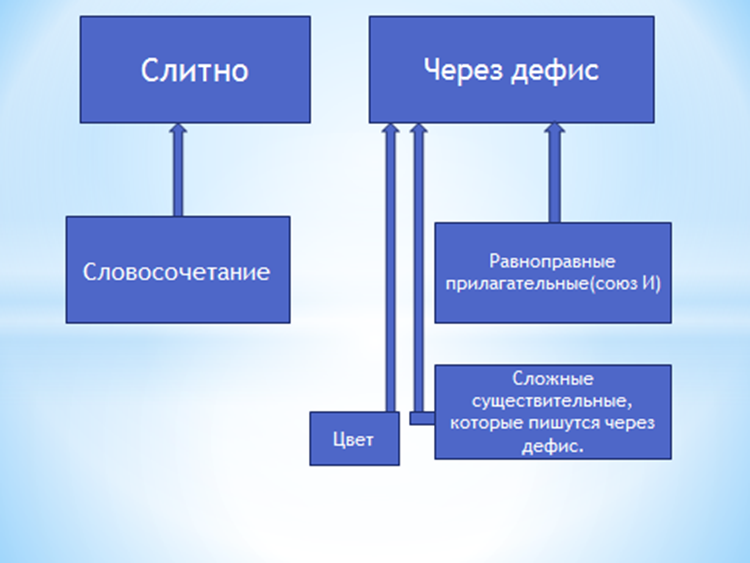 Слитно
Через дефис
Словосочетание
Равноправные
прилагательные(союз И)
Сложные
существительные,
которые пишутся через
дефис.
Цвет